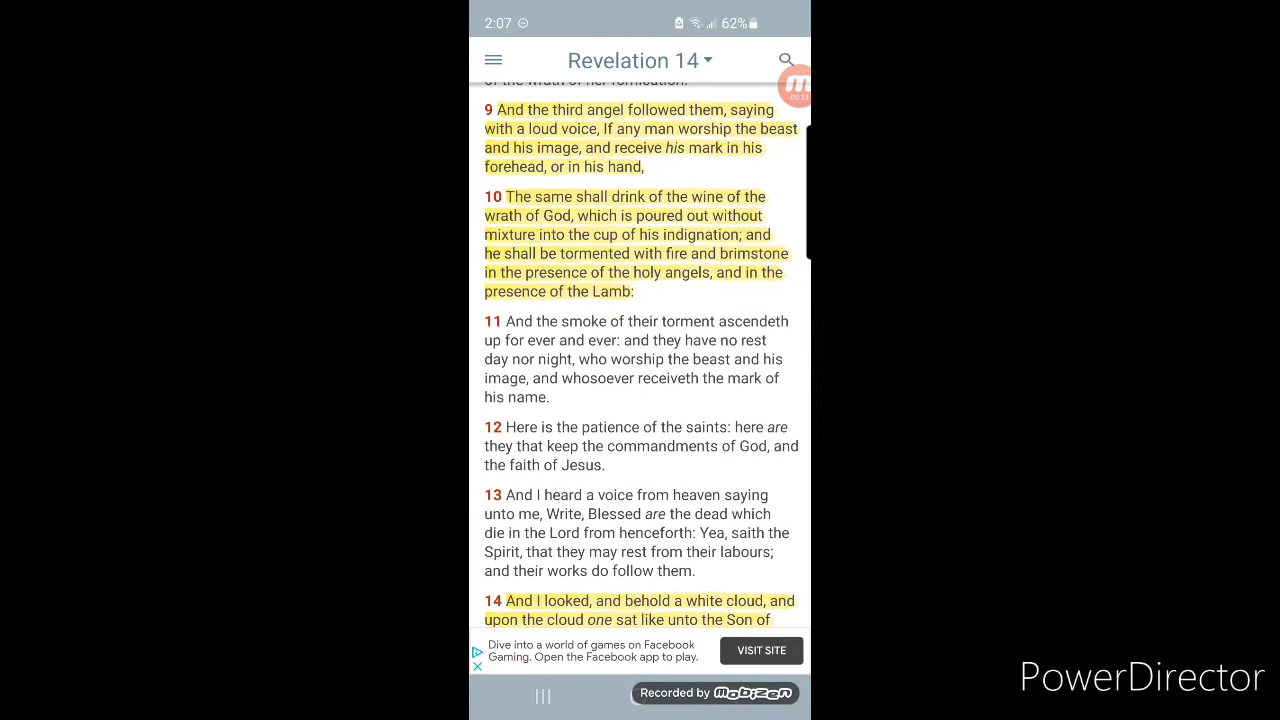 2:07 62%
Revelation 14
of the wrath of her fornication.
9 And the third angel followed them, saying
with a loud voice, If any man worship the beast
and his image, and receive his mark in his
forehead, or in his hand,
10 The same shall drink of the wine of the
wrath of God, which is poured out without
mixture into the cup of his indignation; and
he shall be tormented with fire and brimstone
in the presence of the holy angels, and in the
presence of the Lamb:
11 And the smoke of their torment ascendeth
up for ever and ever: and they have no rest
day nor night, who worship the beast and his
image, and whosoever receiveth the mark of
his name.
12 Here is the patience of the saints: here are
they that keep the commandments of God, and
the faith of Jesus.
13 And I heard a voice from heaven saying
unto me, Write, Blessed are the dead which
die in the Lord from henceforth: Yea, saith the
Spirit, that they may rest from their labours;
and their works do follow them.
14 And I looked, and behold a white cloud, and
upon the cloud one sat like unto the Son of
Dive into a world of games on Facebook
Gaming. Open the Facebook app to play.
VISIT SITE
Recorded by mobizen
PowerDirector